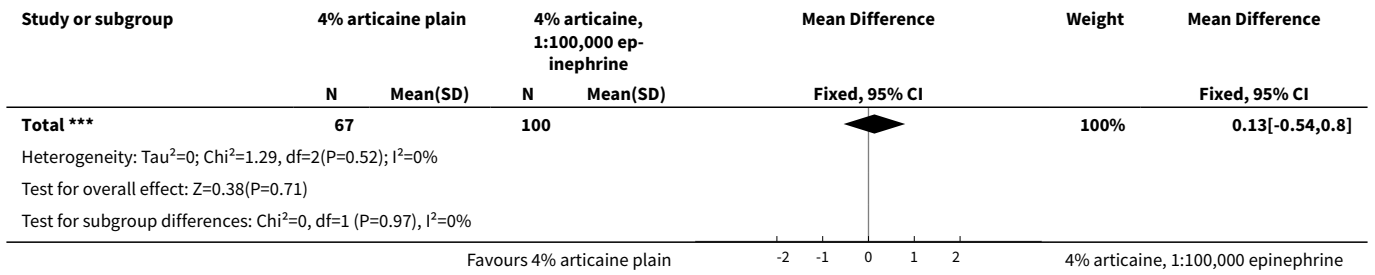 Study or subgroup 4% articaine plain 4% articaine, Mean Difference Weight Mean Difference
1:100,000 ep-
inephrine
N Mean(SD) N Mean(SD) Fixed, 95% CI Fixed, 95% CI
Total *** 67 100 100% 0.13[-0.54,0.8]
Heterogeneity: Tau²=0; Chi²=1.29, df=2(P=0.52); I²=0%
Test for overall effect: Z=0.38(P=0.71)
Test for subgroup differences: Chi²=0, df=1 (P=0.97), I²=0%
Favours 4% articaine plain -2 -1 0 1 2 4% articaine, 1:100,000 epinephrine